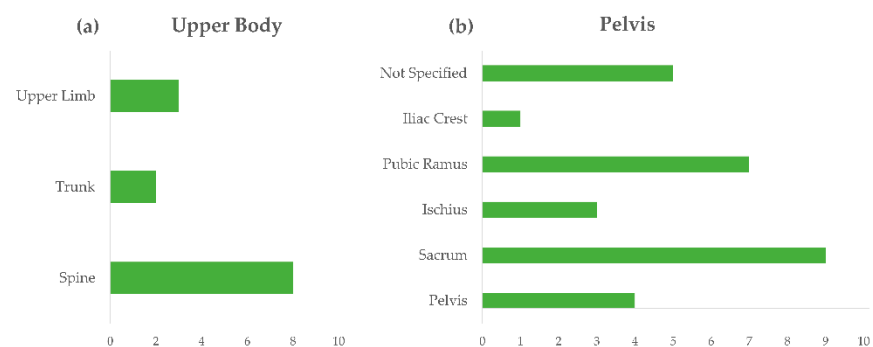 (a) Upper Body
Upper Limb
Trunk
Spine
0 2 4 6 8 10
(b) Pelvis
Not Specified
Iliac Crest
Pubic Ramus
Ischius
Sacrum
Pelvis
0 1 2 3 4 5 6 7 8 9 10